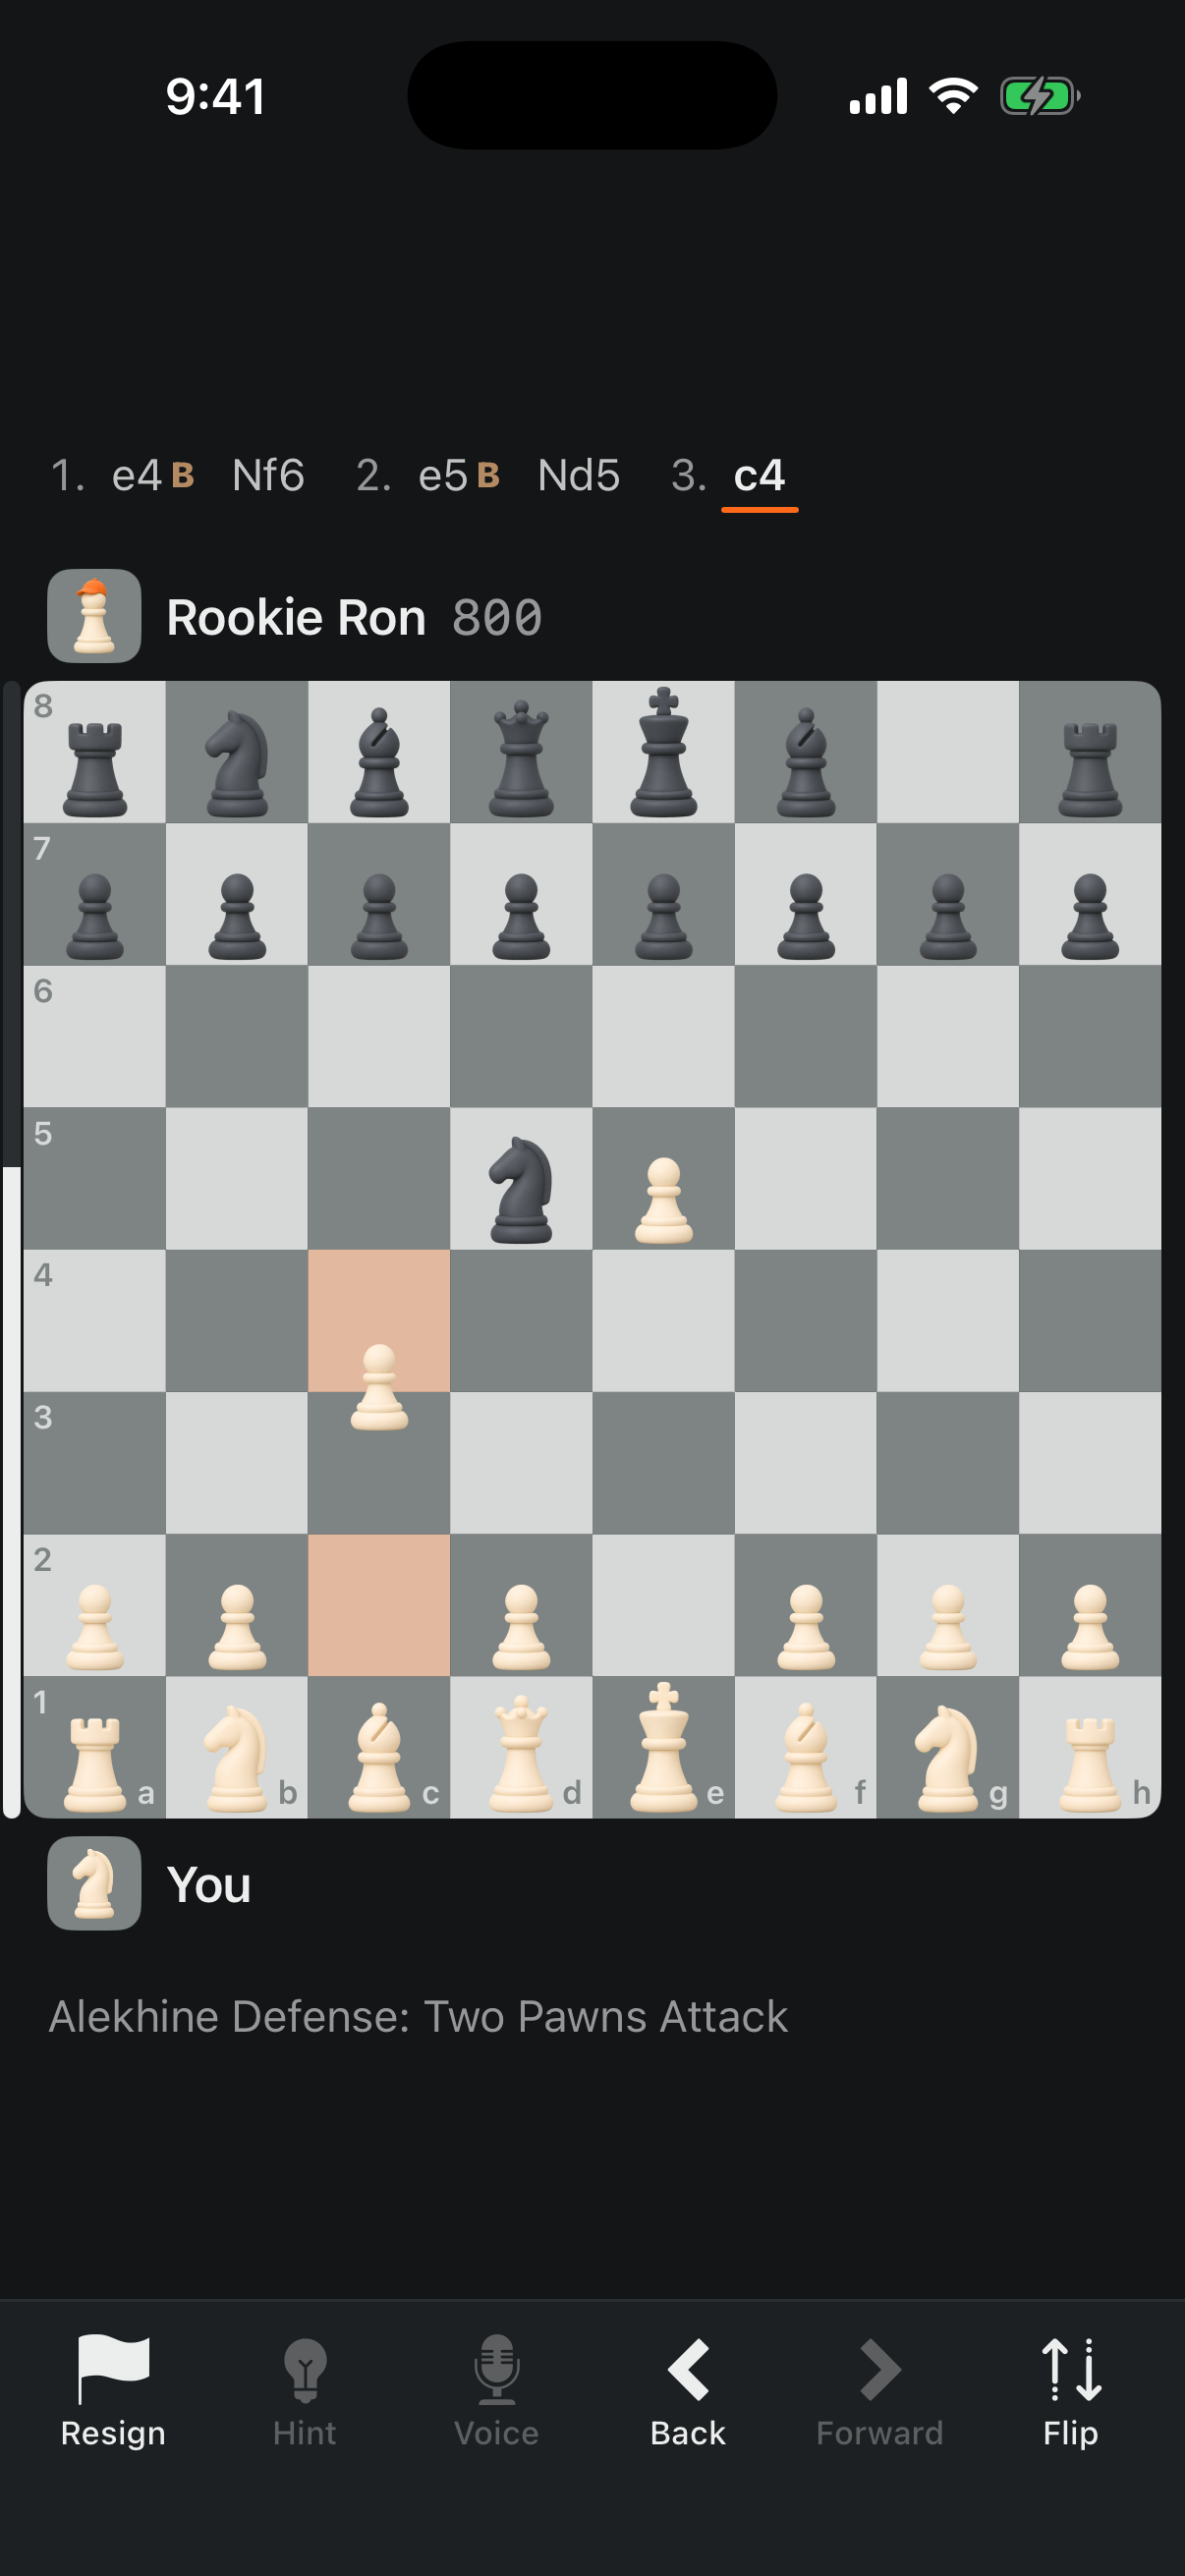 9:41
1. e4 B Nf6 2. e5 B Nd5 3. c4
Rookie Ron 800
8
7
6
5
4
3
2
1
a b c d e f g h
You
Alekhine Defense: Two Pawns Attack
Resign Hint Voice Back Forward Flip